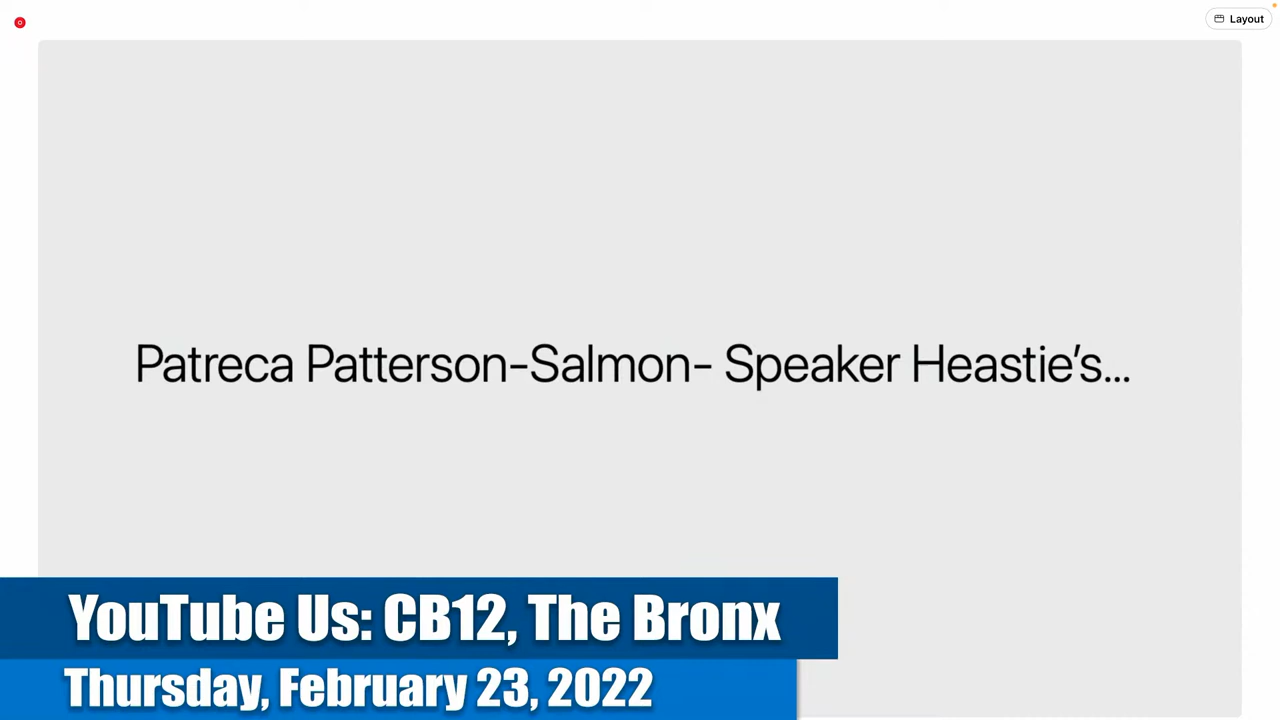 Layout
Patreca Patterson-Salmon- Speaker Heastie’s...
YouTube Us: CB12, The Bronx
Thursday, February 23, 2022